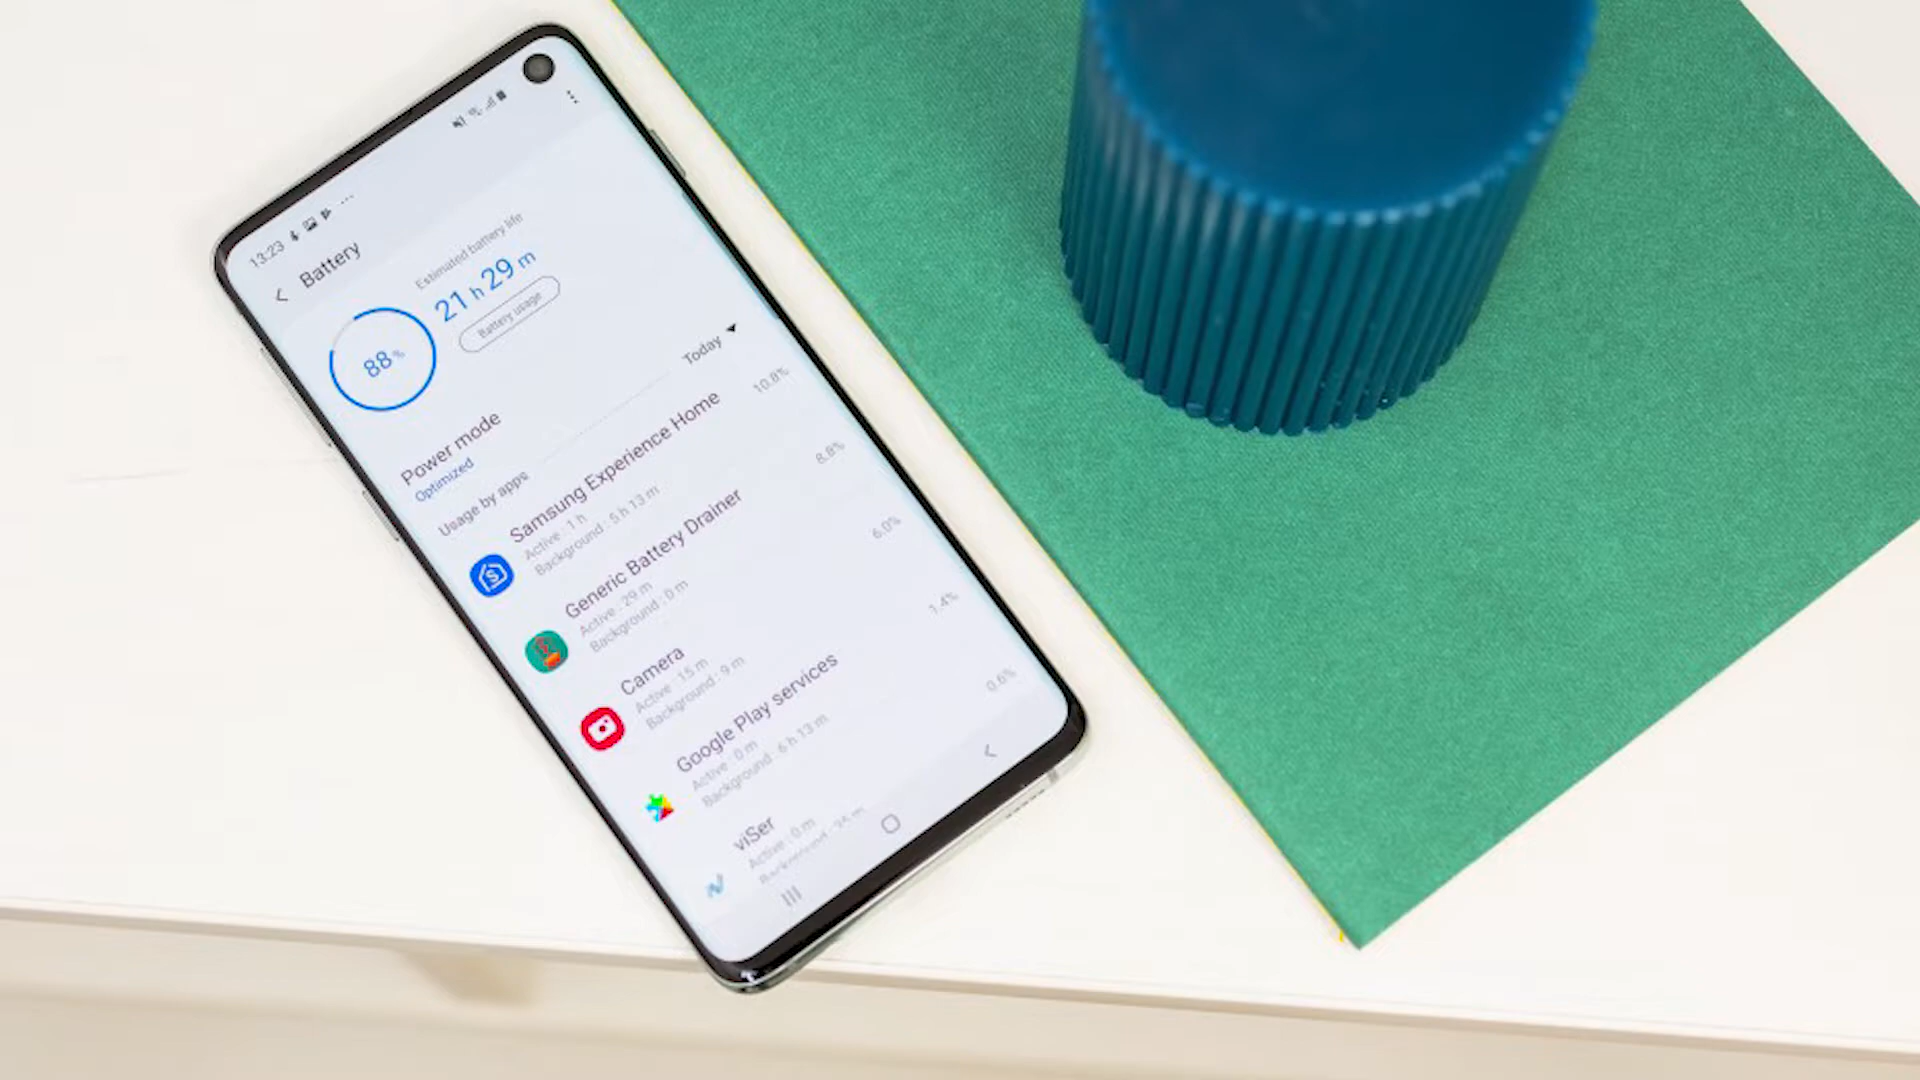 13:23
Battery
88%
Estimated battery life
21 h 29 m
Battery usage
Power mode
Optimized
Usage by apps
Today
Samsung Experience Home
10.8%
Active : 1 h
Background : 5 h 13 m
Generic Battery Drainer
8.8%
Active : 29 m
Background : 0 m
Camera
6.0%
Active : 15 m
Background : 9 m
Google Play services
1.4%
Active : 0 m
Background : 6 h 13 m
viSer
0.6%
Active : 0 m
Background